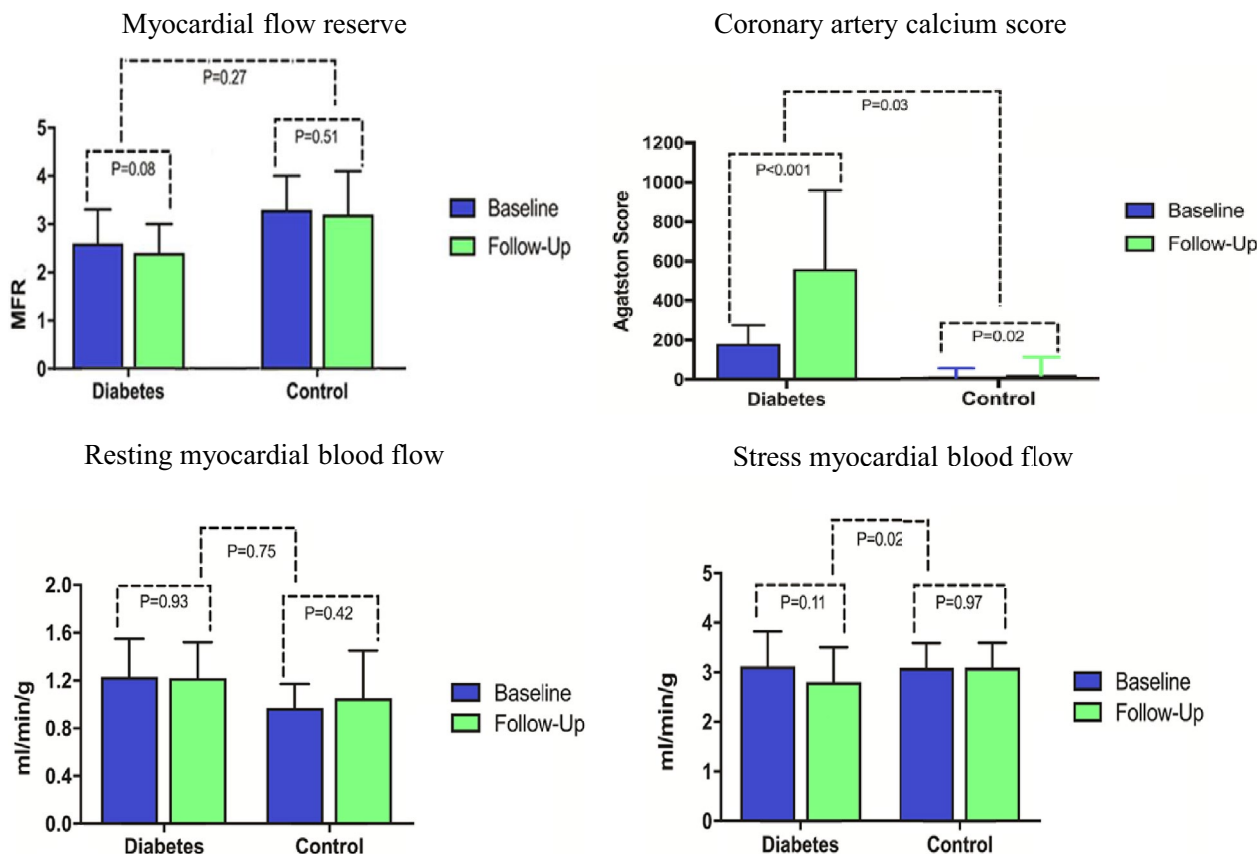 Myocardial flow reserve
P=0.27
P=0.08
P=0.51
5
4
3
2
1
0
MFR
Diabetes
Control
Baseline
Follow-Up
Coronary artery calcium score
P=0.03
P<0.001
P=0.02
1200
1000
800
600
400
200
0
Agatston Score
Diabetes
Control
Baseline
Follow-Up
Resting myocardial blood flow
P=0.75
P=0.93
P=0.42
2.0
1.6
1.2
0.8
0.4
0.0
ml/min/g
Diabetes
Control
Baseline
Follow-Up
Stress myocardial blood flow
P=0.02
P=0.11
P=0.97
5
4
3
2
1
0
ml/min/g
Diabetes
Control
Baseline
Follow-Up